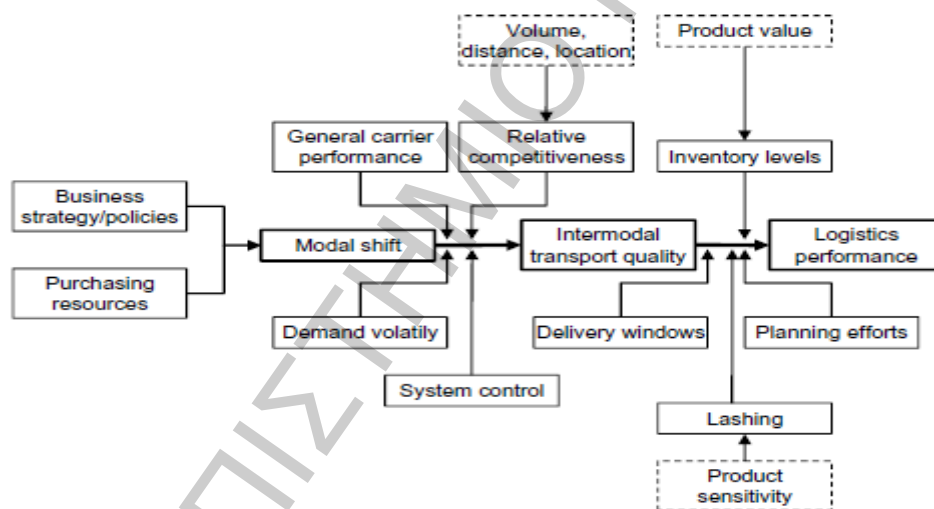 Volume,
distance, location
Product value
General carrier
performance
Relative
competitiveness
Inventory levels
Business
strategy/policies
Modal shift
Intermodal
transport quality
Logistics
performance
Purchasing
resources
Demand volatily
Delivery windows
Planning efforts
System control
Lashing
Product
sensitivity
ΠΙΣΤΗΜΙΟ